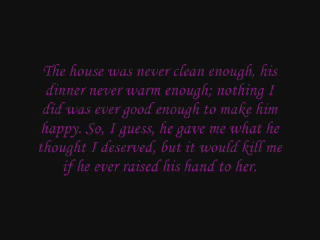 The house was never clean enough, his
dinner never warm enough; nothing I
did was ever good enough to make him
happy. So, I guess, he gave me what he
thought I deserved, but it would kill me
if he ever raised his hand to her.